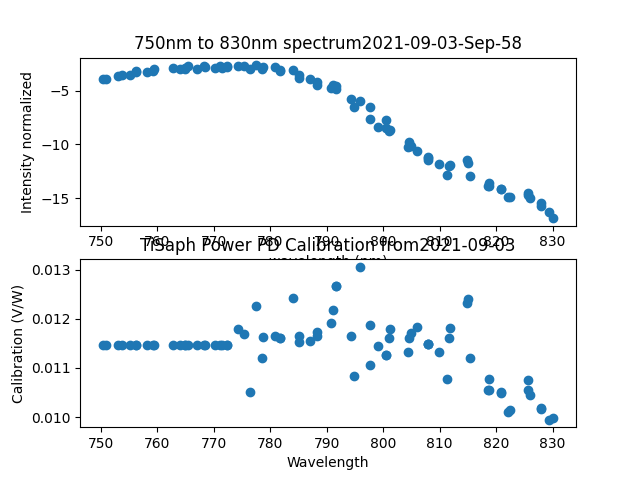 750nm to 830nm spectrum2021-09-03-Sep-58
Intensity normalized
−5
−10
−15
750 760 770 780 790 800 810 820 830
wavelength (nm)
TiSaph Power PD Calibration from2021-09-03
Calibration (V/W)
0.013
0.012
0.011
0.010
750 760 770 780 790 800 810 820 830
Wavelength